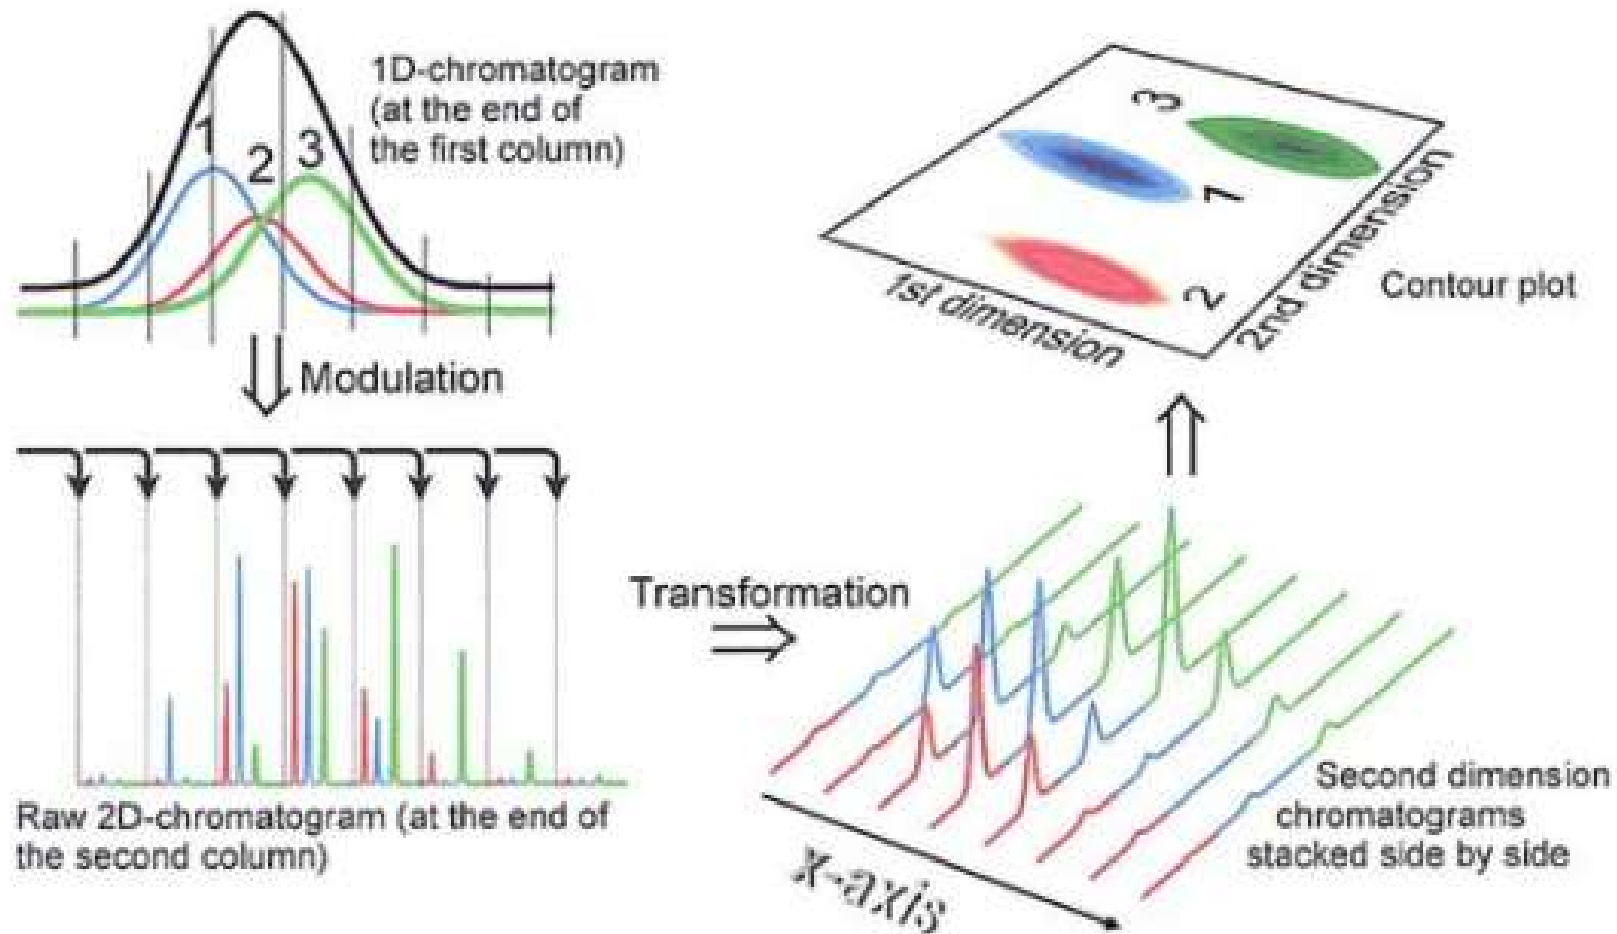 1D-chromatogram
(at the end of
the first column)
1
2
3
Modulation
Raw 2D-chromatogram (at the end of
the second column)
Transformation
x-axis
Second dimension
chromatograms
stacked side by side
3
1
2
1st dimension
2nd dimension
Contour plot